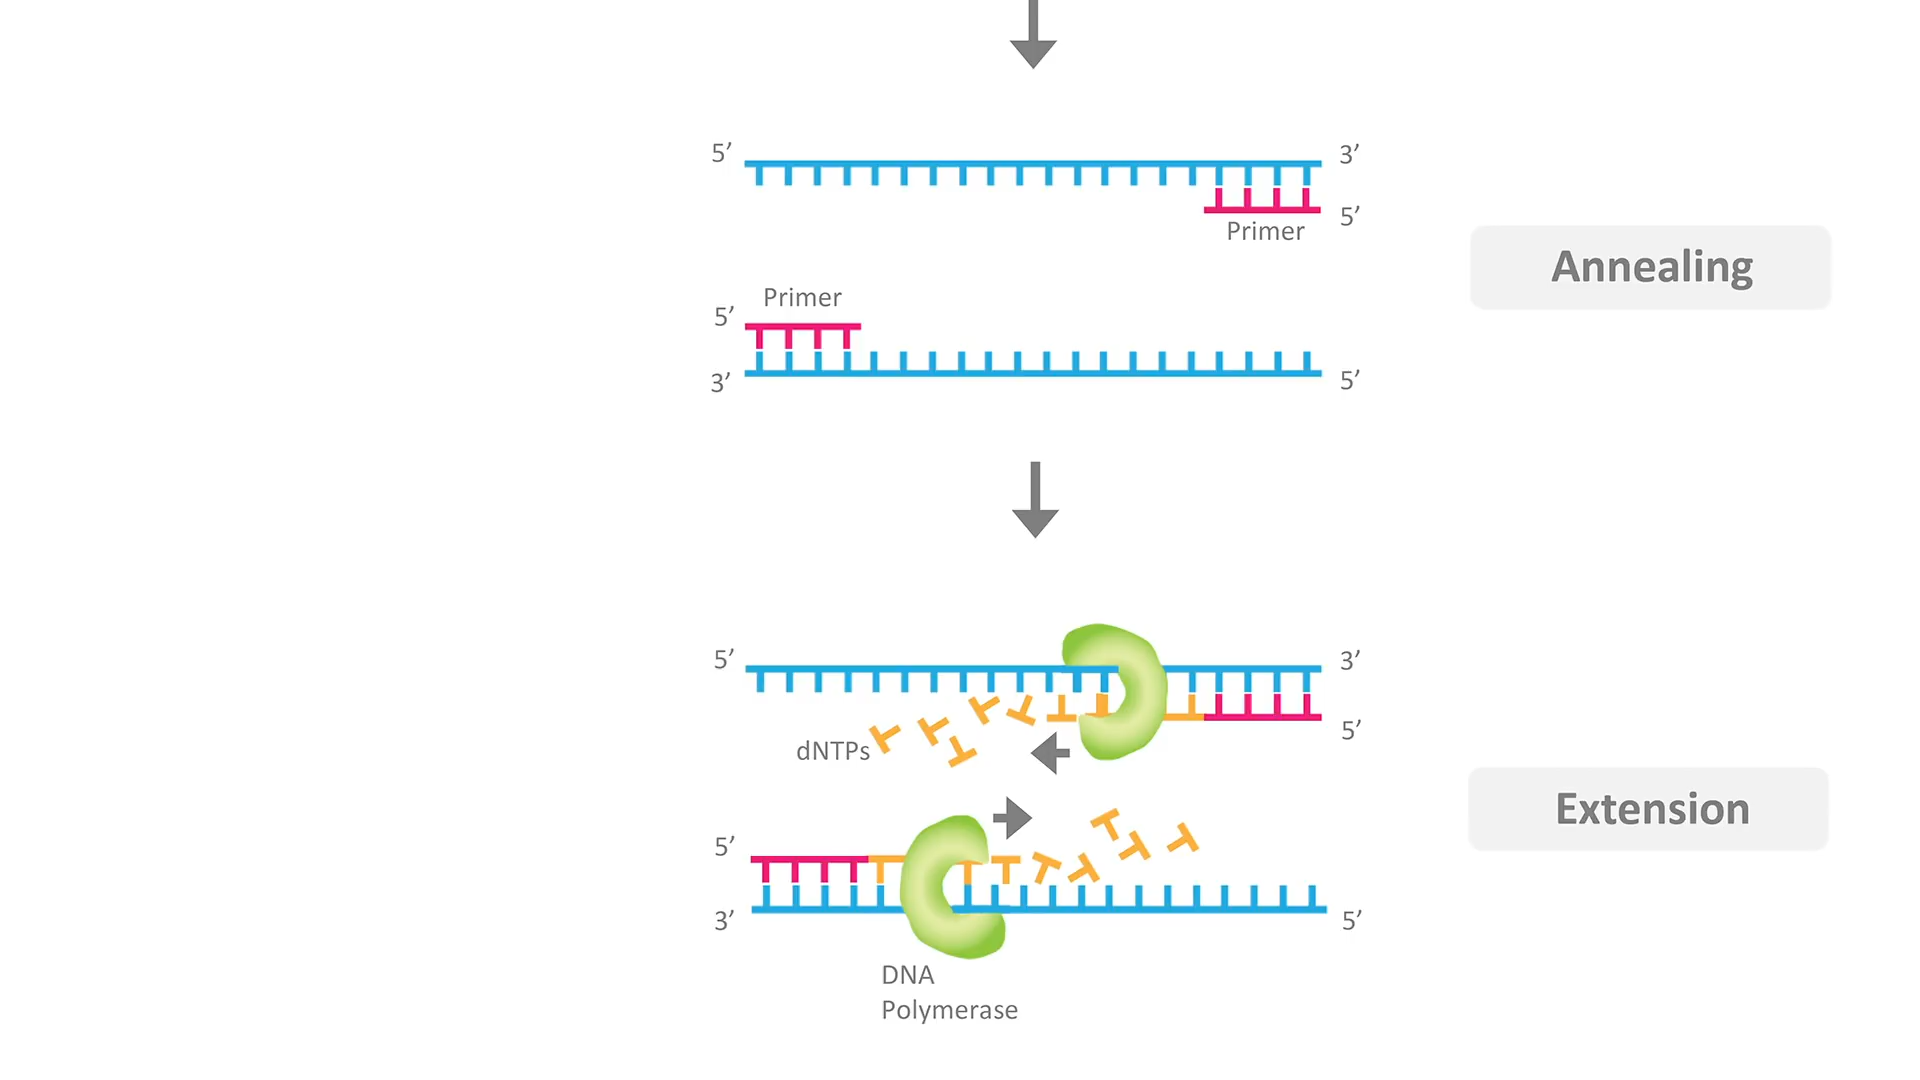 5’ 3’
5’
Primer
Annealing
Primer
5’
3’ 5’
5’ 3’
5’
dNTPs
Extension
5’
3’ 5’
DNA
Polymerase